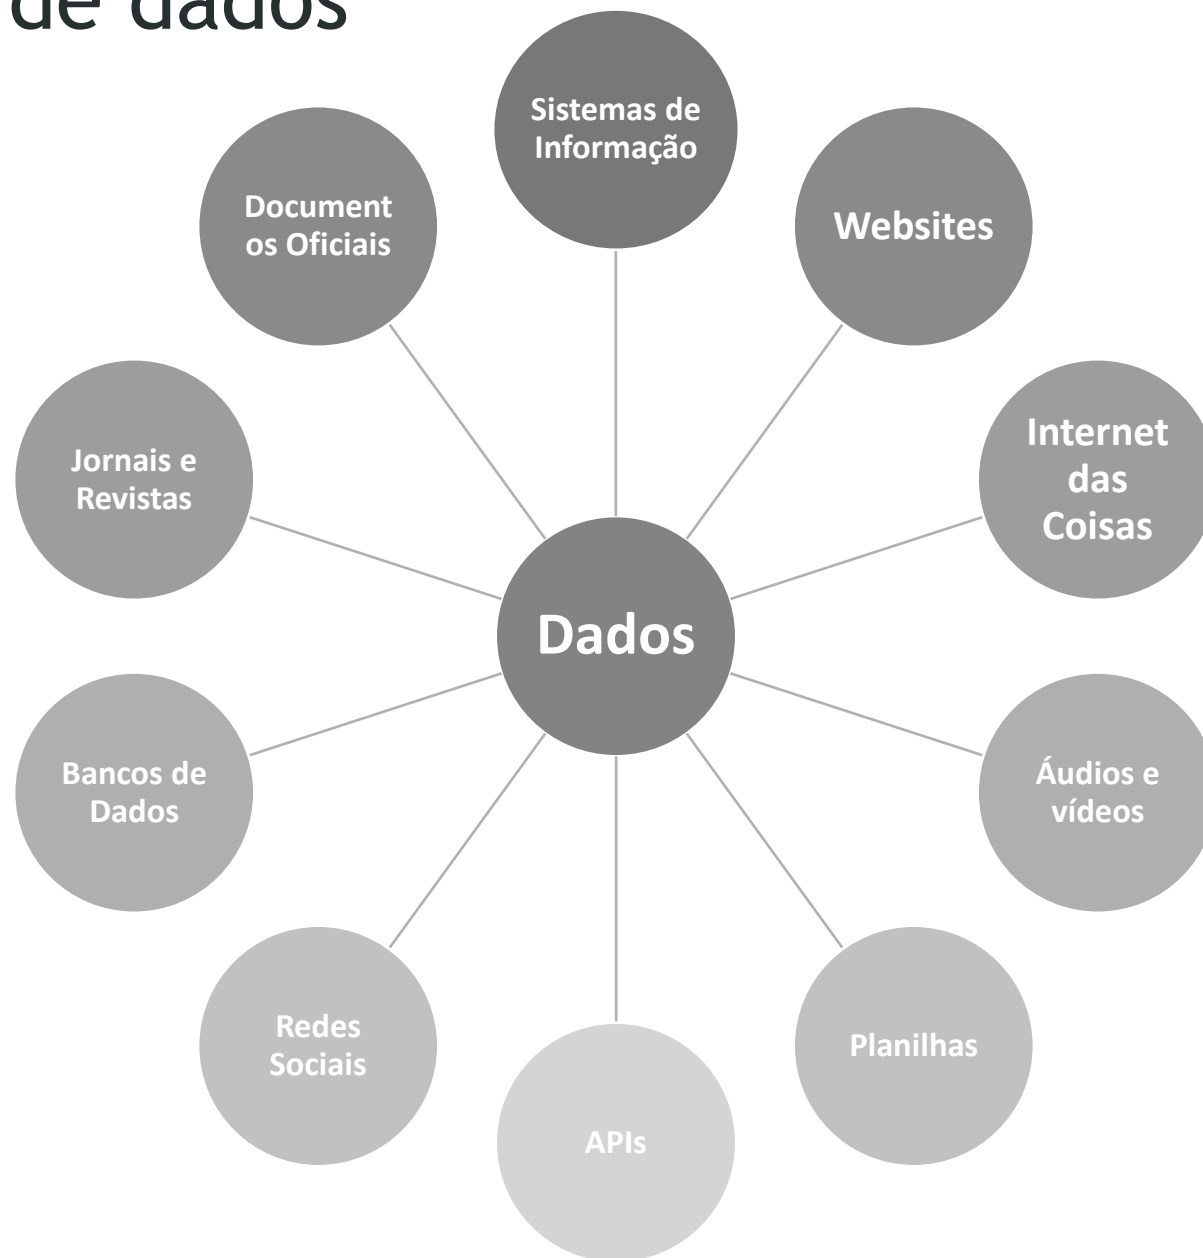 de dados
Sistemas de
Informação
Websites
Internet
das
Coisas
Áudios e
vídeos
Planilhas
APIs
Redes
Sociais
Bancos de
Dados
Jornais e
Revistas
Document
os Oficiais
Dados